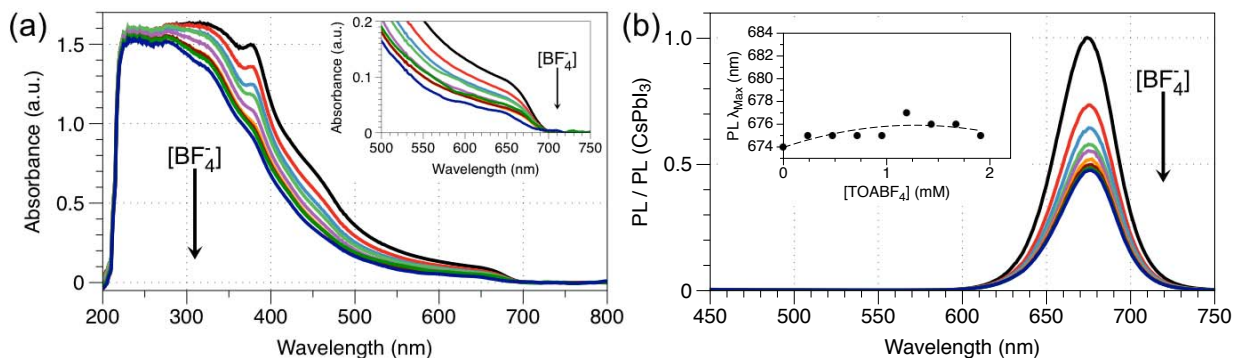 (a)
Absorbance (a.u.)
1.5
1.0
0.5
0
200 300 400 500 600 700 800
Wavelength (nm)
[BF₄⁻]
Absorbance (a.u.)
0.2
0.1
0
500 550 600 650 700 750 800
Wavelength (nm)
[BF₄⁻]
(b)
PL / PL (CsPbI₃)
1.0
0.5
0
450 500 550 600 650 700 750
Wavelength (nm)
[BF₄⁻]
PL λMax (nm)
684
682
680
678
676
674
0 1 2
[TOABF₄] (mM)